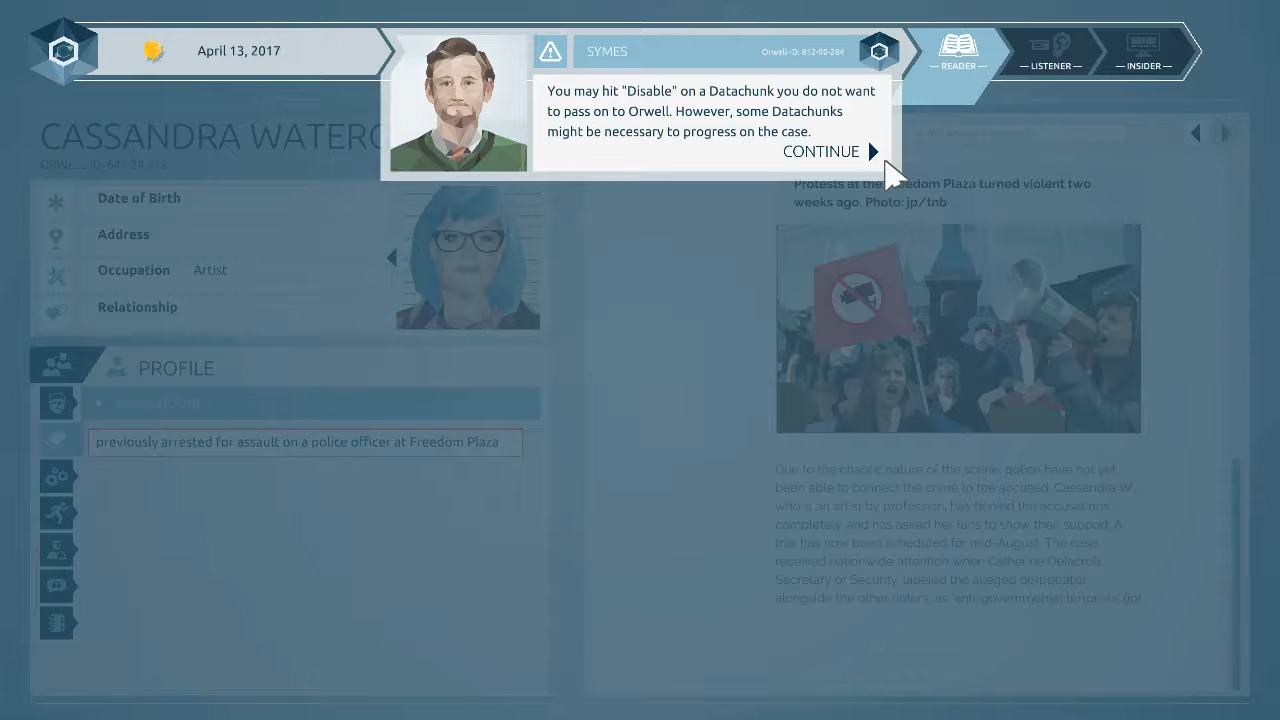 April 13, 2017
SYMES
Orwell-ID: 812-90-284
You may hit "Disable" on a Datachunk you do not want
to pass on to Orwell. However, some Datachunks
might be necessary to progress on the case.
CONTINUE
— READER —
— LISTENER —
— INSIDER —
CASSANDRA WATERG
Date of Birth
Address
Occupation Artist
Relationship
PROFILE
previously arrested for assault on a police officer at Freedom Plaza
Protests at the Freedom Plaza turned violent two
weeks ago. Photo: jp/tnb
Due to the chaotic nature of the scene, police have not yet
been able to connect the crime to the accused. Cassandra W.,
who is an artist by profession, has denied the accusations
completely and has asked her fans to show their support. A
trial has now been scheduled for mid-August. The case
received nationwide attention when Catherine Delacroix,
Secretary of Security, labeled the alleged perpetrator
alongside the other rioters as